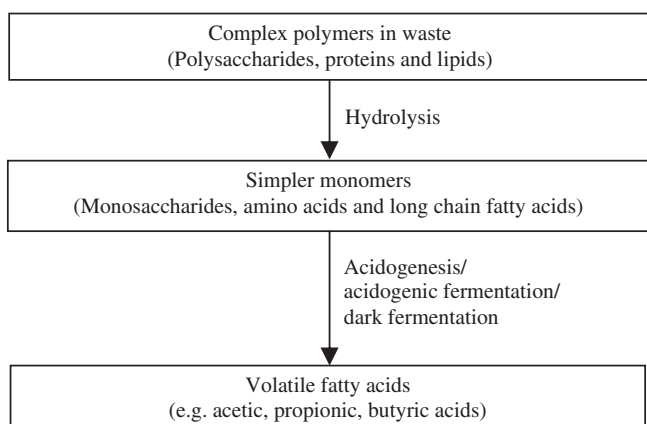 Complex polymers in waste
(Polysaccharides, proteins and lipids)
Hydrolysis
Simpler monomers
(Monosaccharides, amino acids and long chain fatty acids)
Acidogenesis/
acidogenic fermentation/
dark fermentation
Volatile fatty acids
(e.g. acetic, propionic, butyric acids)